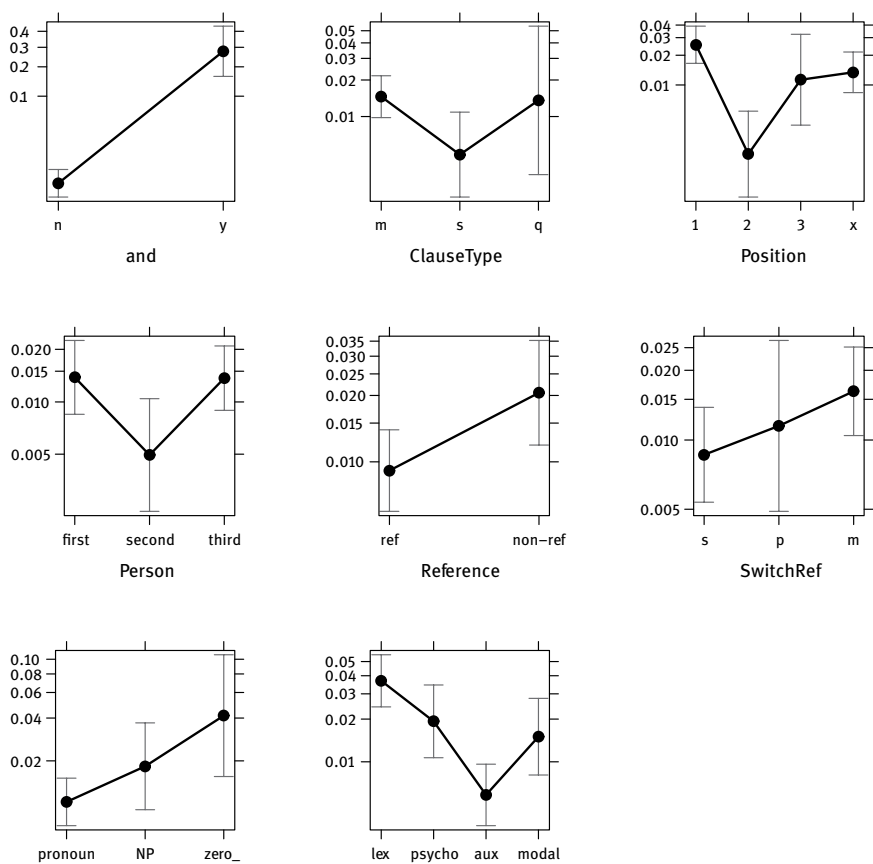 0.4
0.3
0.2
0.1
n y
and
0.05
0.04
0.03
0.02
0.01
m s q
ClauseType
0.04
0.03
0.02
0.01
1 2 3 x
Position
0.020
0.015
0.010
0.005
first second third
Person
0.035
0.030
0.025
0.020
0.015
0.010
ref non-ref
Reference
0.025
0.020
0.015
0.010
0.005
s p m
SwitchRef
0.10
0.08
0.06
0.04
0.02
pronoun NP zero_
0.05
0.04
0.03
0.02
0.01
lex psycho aux modal